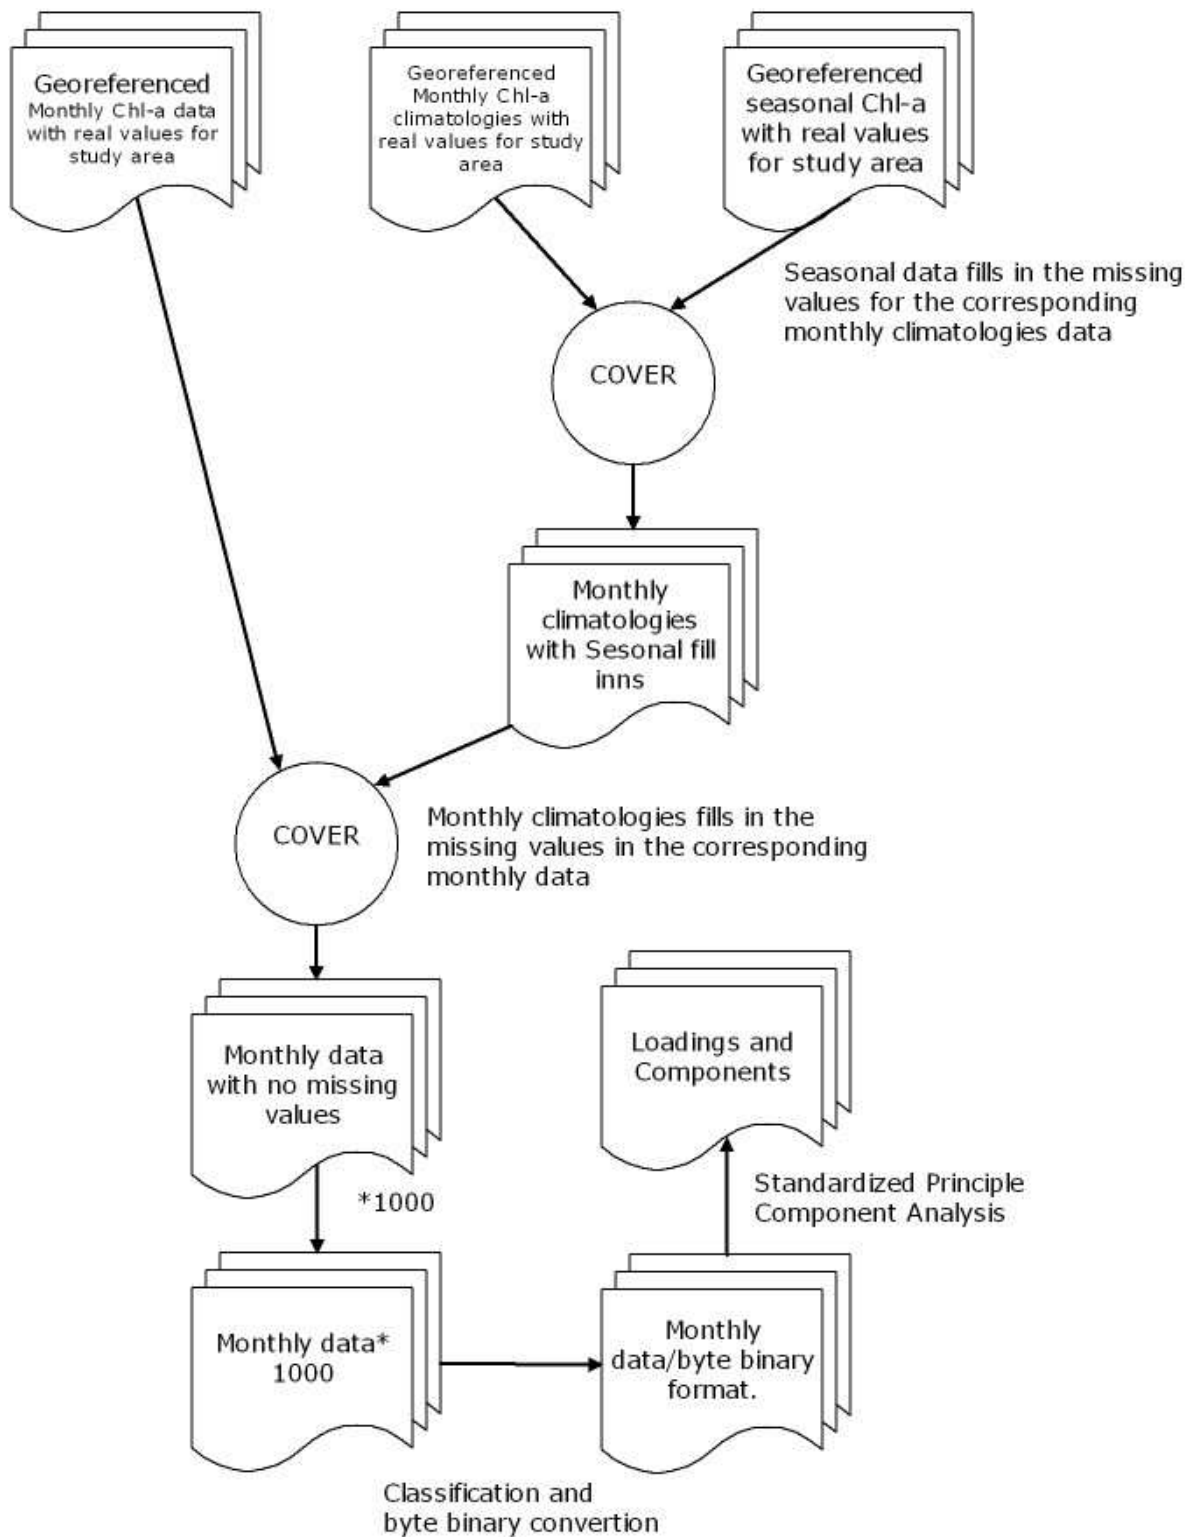 Georeferenced
Monthly Chl-a data
with real values for
study area
Georeferenced
Monthly Chl-a
climatologies with
real values for study
area
Georeferenced
seasonal Chl-a
with real values
for study area
Seasonal data fills in the missing
values for the corresponding
monthly climatologies data
COVER
Monthly
climatologies
with Sesonal fill
inns
COVER
Monthly climatologies fills in the
missing values in the corresponding
monthly data
Monthly data
with no missing
values
Loadings and
Components
*1000
Standardized Principle
Component Analysis
Monthly data*
1000
Monthly
data/byte binary
format.
Classification and
byte binary convertion